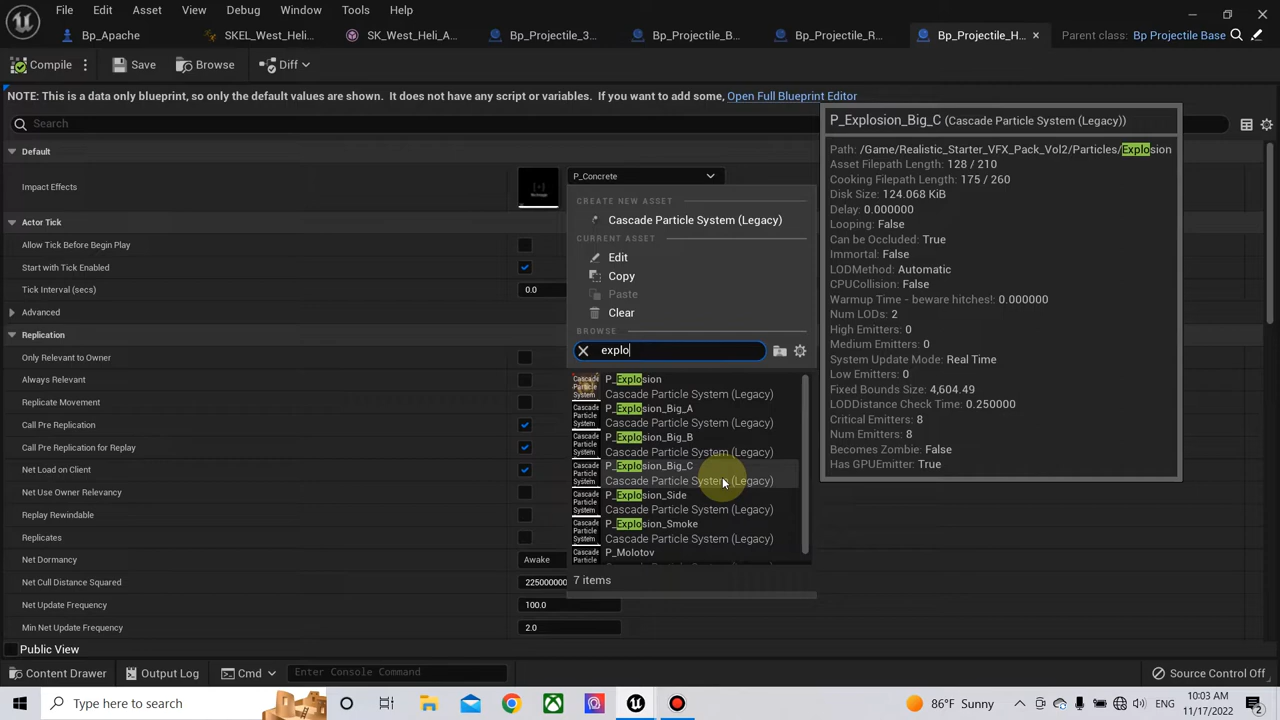 File Edit Asset View Debug Window Tools Help
Bp_Apache SKEL_West_Heli... SK_West_Heli_A... Bp_Projectile_3... Bp_Projectile_B... Bp_Projectile_R... Bp_Projectile_H... Parent class: Bp Projectile Base
Compile Save Browse Diff
NOTE: This is a data only blueprint, so only the default values are shown. It does not have any script or variables. If you want to add some, Open Full Blueprint Editor
Search
Default
Impact Effects P_Concrete
Actor Tick
Allow Tick Before Begin Play
Start with Tick Enabled
Tick Interval (secs) 0.0
Advanced
Replication
Only Relevant to Owner
Always Relevant
Replicate Movement
Call Pre Replication
Call Pre Replication for Replay
Net Load on Client
Net Use Owner Relevancy
Replay Rewindable
Replicates
Net Dormancy Awake
Net Cull Distance Squared 225000000
Net Update Frequency 100.0
Min Net Update Frequency 2.0
Public View
CREATE NEW ASSET
Cascade Particle System (Legacy)
CURRENT ASSET
Edit
Copy
Paste
Clear
BROWSE
explo
P_Explosion
Cascade Particle System (Legacy)
P_Explosion_Big_A
Cascade Particle System (Legacy)
P_Explosion_Big_B
Cascade Particle System (Legacy)
P_Explosion_Big_C
Cascade Particle System (Legacy)
P_Explosion_Side
Cascade Particle System (Legacy)
P_Explosion_Smoke
Cascade Particle System (Legacy)
P_Molotov
7 items
P_Explosion_Big_C (Cascade Particle System (Legacy))
Path: /Game/Realistic_Starter_VFX_Pack_Vol2/Particles/Explosion
Asset Filepath Length: 128 / 210
Cooking Filepath Length: 175 / 260
Disk Size: 124.068 KiB
Delay: 0.000000
Looping: False
Can be Occluded: True
Immortal: False
LODMethod: Automatic
CPUCollision: False
Warmup Time - beware hitches!: 0.000000
Num LODs: 2
High Emitters: 0
Medium Emitters: 0
System Update Mode: Real Time
Low Emitters: 0
Fixed Bounds Size: 4,604.49
LODDistance Check Time: 0.250000
Critical Emitters: 8
Num Emitters: 8
Becomes Zombie: False
Has GPUEmitter: True
Content Drawer Output Log Cmd Enter Console Command Source Control Off
Type here to search 86°F Sunny 10:03 AM
11/17/2022 2